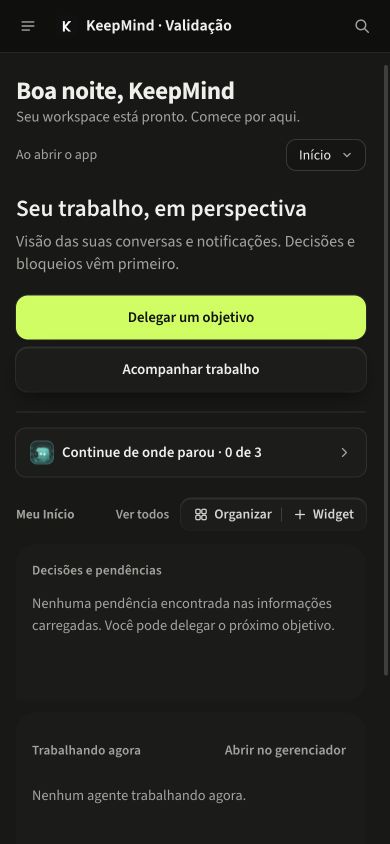 K KeepMind · Validação
Boa noite, KeepMind
Seu workspace está pronto. Comece por aqui.
Ao abrir o app
Início
Seu trabalho, em perspectiva
Visão das suas conversas e notificações. Decisões e
bloqueios vêm primeiro.
Delegar um objetivo
Acompanhar trabalho
Continue de onde parou · 0 de 3
Meu Início
Ver todos
Organizar
Widget
Decisões e pendências
Nenhuma pendência encontrada nas informações
carregadas. Você pode delegar o próximo objetivo.
Trabalhando agora
Abrir no gerenciador
Nenhum agente trabalhando agora.